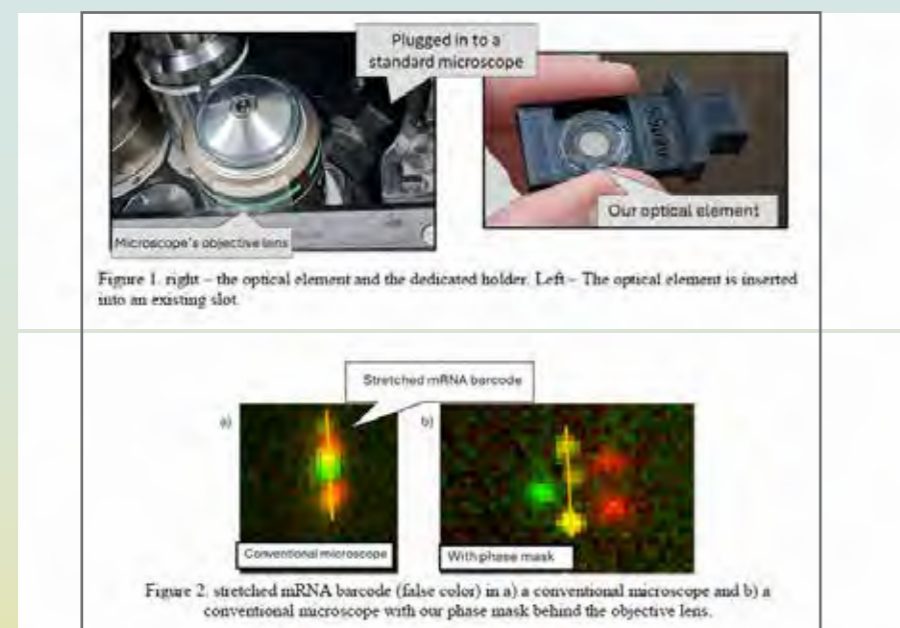 Plugged in to a
standard microscope
Microscope's objective lens
Our optical element
Figure 1. right – the optical element and the dedicated holder. Left – The optical element is inserted
into an existing slot.
Stretched mRNA barcode
a)
b)
Conventional microscope
With phase mask
Figure 2. stretched mRNA barcode (false color) in a) a conventional microscope and b) a
conventional microscope with our phase mask behind the objective lens.